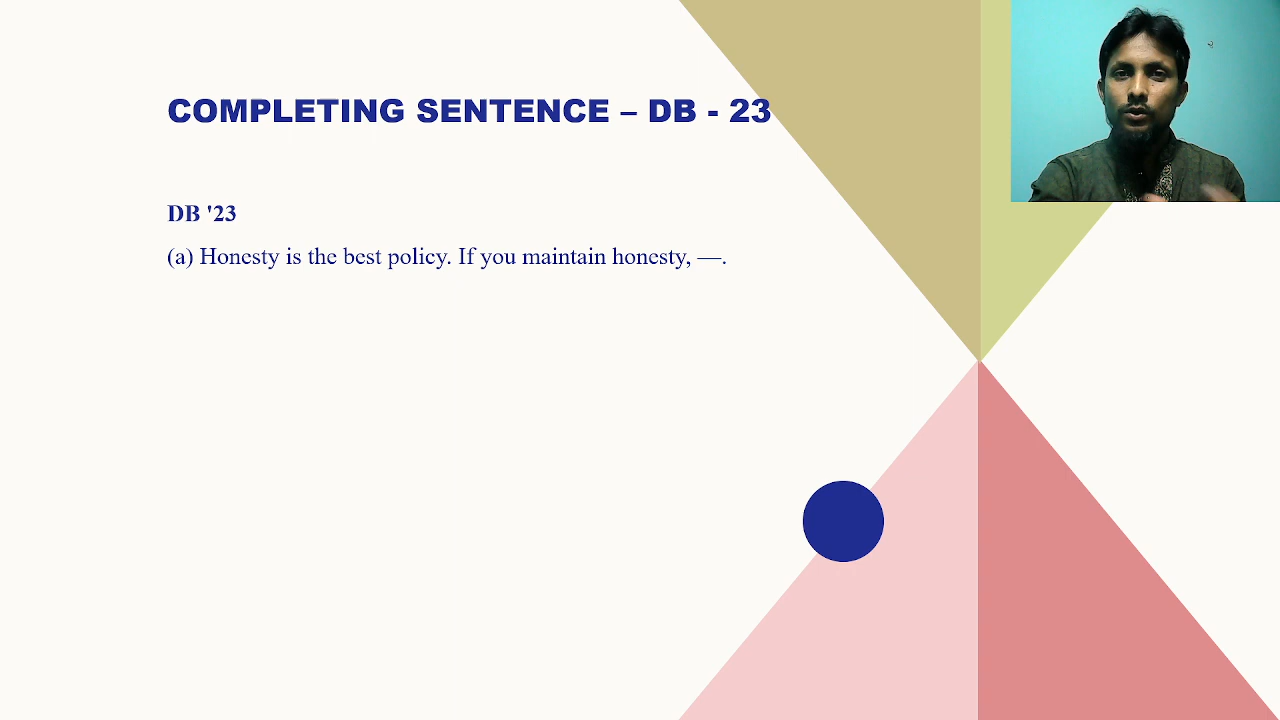 COMPLETING SENTENCE – DB - 23
DB '23
(a) Honesty is the best policy. If you maintain honesty, —.